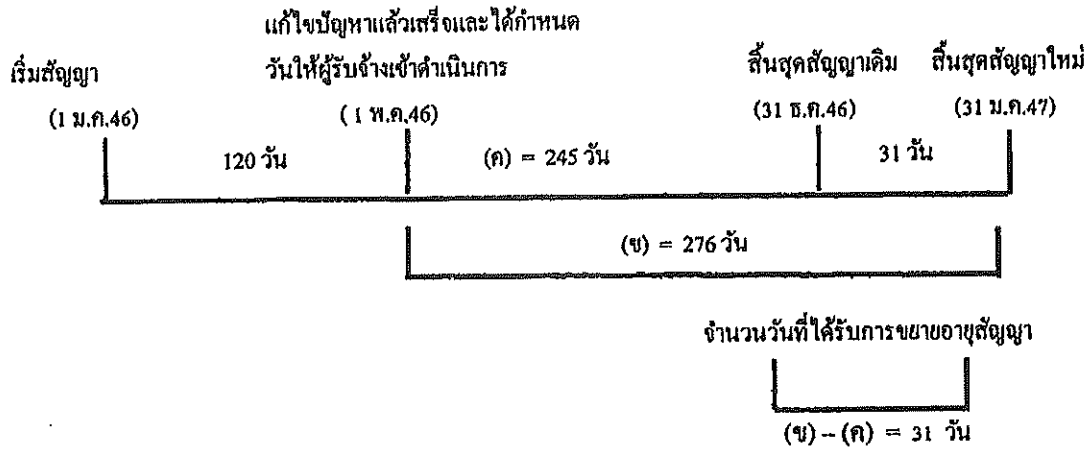 แก้ไขปัญหาแล้วเสร็จและได้กำหนด
เริ่มสัญญา วันให้ผู้รับจ้างเข้าดำเนินการ สิ้นสุดสัญญาเดิม สิ้นสุดสัญญาใหม่
(1 ม.ค.46) (1 พ.ค.46) (31 ธ.ค.46) (31 ม.ค.47)
120 วัน (ค) = 245 วัน 31 วัน
(ข) = 276 วัน
จำนวนวันที่ได้รับการขยายอายุสัญญา
(ข) – (ค) = 31 วัน